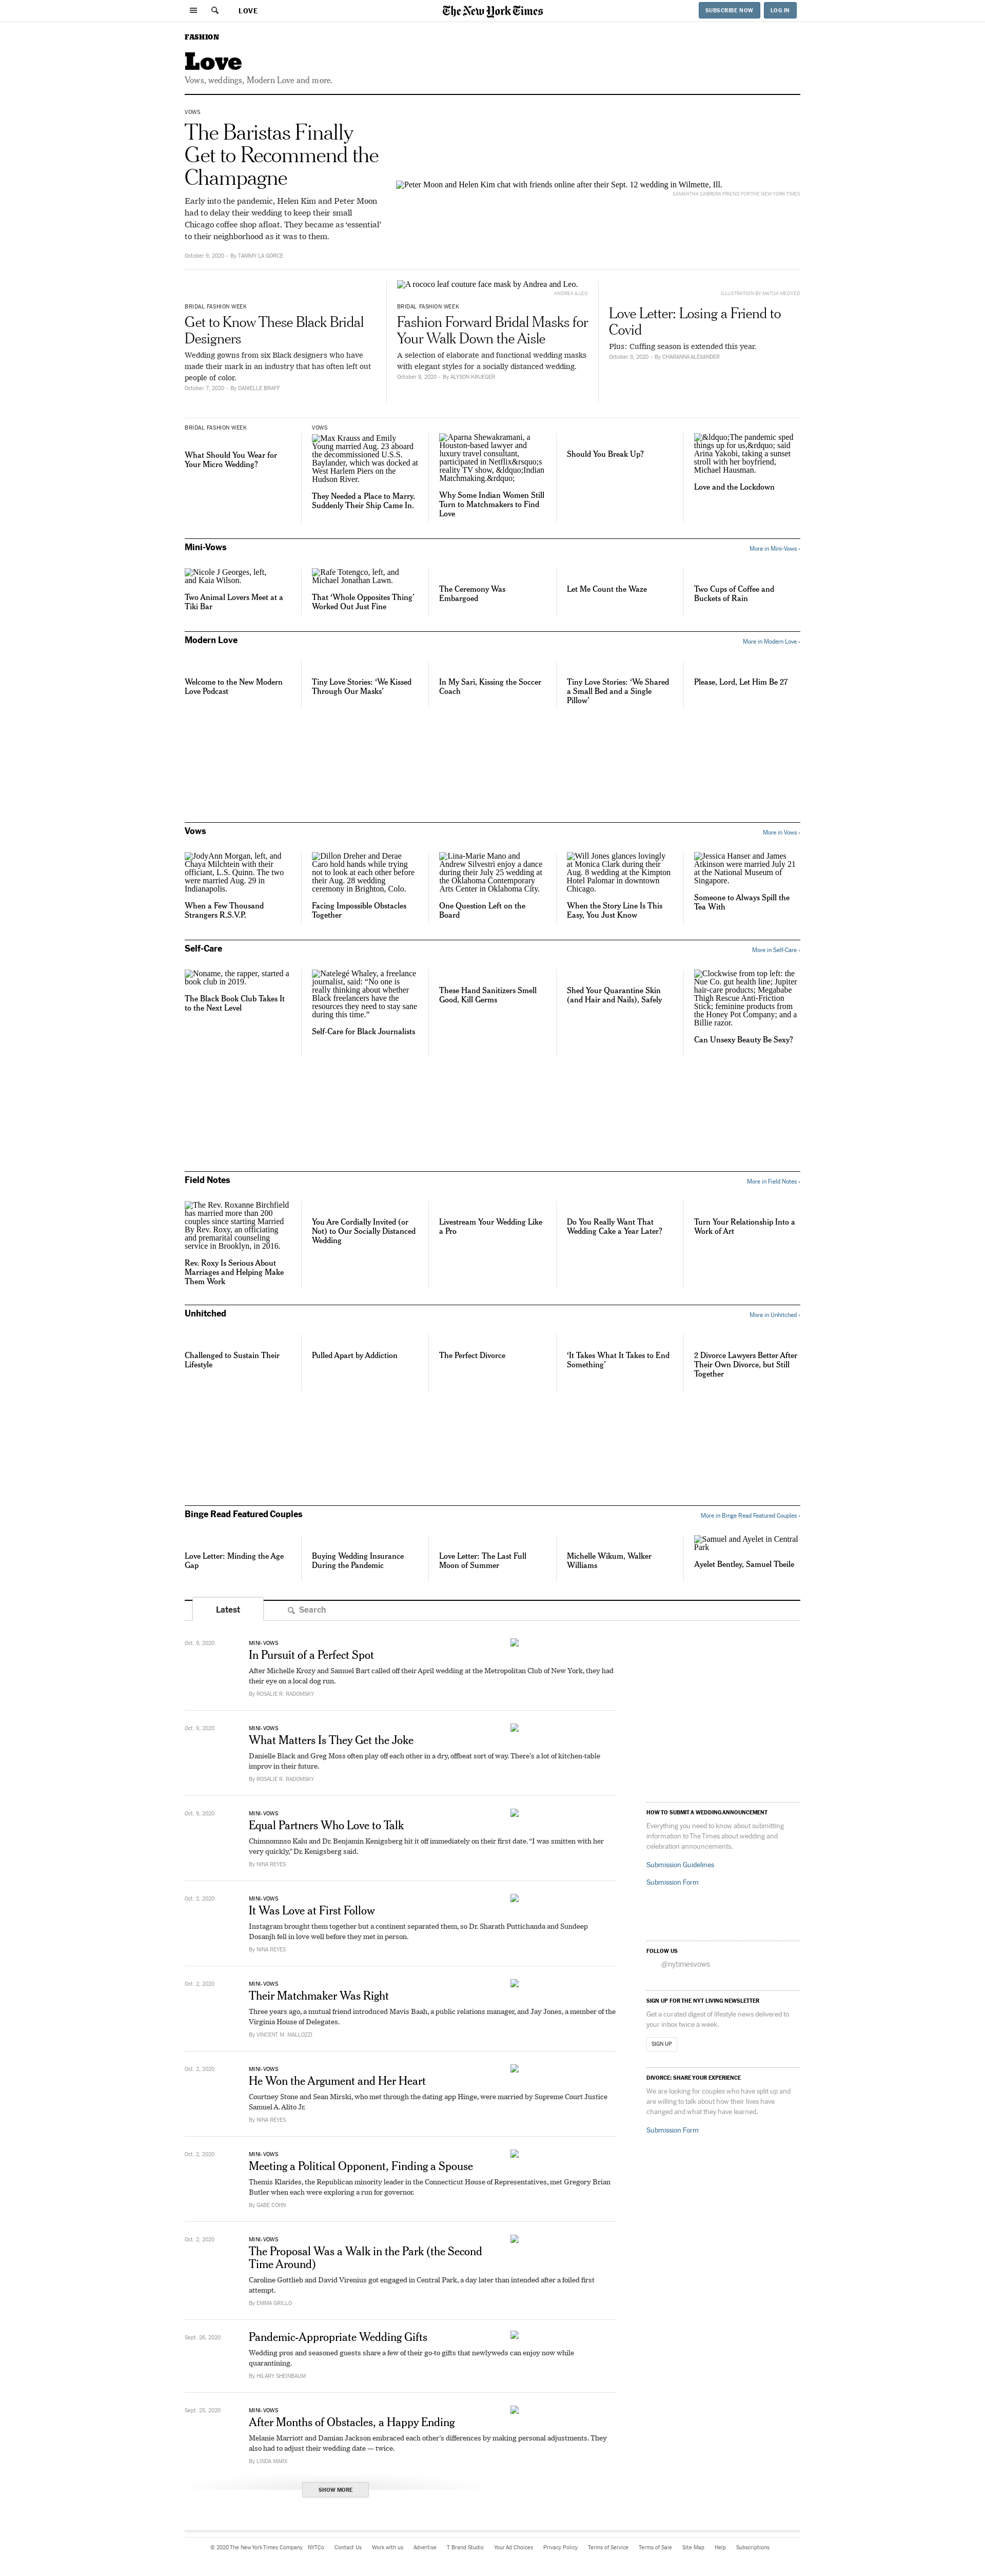 LOVE
The New York Times
SUBSCRIBE NOW
LOG IN
FASHION
Love
Vows, weddings, Modern Love and more.
VOWS
The Baristas Finally
Get to Recommend the
Champagne
Early into the pandemic, Helen Kim and Peter Moon
had to delay their wedding to keep their small
Chicago coffee shop afloat. They became as ‘essential’
to their neighborhood as it was to them.
October 9, 2020 – By TAMMY LA GORCE
Peter Moon and Helen Kim chat with friends online after their Sept. 12 wedding in Wilmette, Ill.
SAMANTHA CABRERA FRIEND FOR THE NEW YORK TIMES
BRIDAL FASHION WEEK
Get to Know These Black Bridal
Designers
Wedding gowns from six Black designers who have
made their mark in an industry that has often left out
people of color.
October 7, 2020 – By DANIELLE BRAFF
A rococo leaf couture face mask by Andrea and Leo.
ANDREA & LEO
BRIDAL FASHION WEEK
Fashion Forward Bridal Masks for
Your Walk Down the Aisle
A selection of elaborate and functional wedding masks
with elegant styles for a socially distanced wedding.
October 8, 2020 – By ALYSON KRUEGER
ILLUSTRATION BY MATIJA MEDVED
Love Letter: Losing a Friend to
Covid
Plus: Cuffing season is extended this year.
October 9, 2020 – By CHARANNA ALEXANDER
BRIDAL FASHION WEEK
What Should You Wear for
Your Micro Wedding?
VOWS
Max Krauss and Emily
Young married Aug. 23 aboard
the decommissioned U.S.S.
Baylander, which was docked at
West Harlem Piers on the
Hudson River.
They Needed a Place to Marry.
Suddenly Their Ship Came In.
Aparna Shewakramani, a
Houston-based lawyer and
luxury travel consultant,
participated in Netflix&rsquo;s
reality TV show, &ldquo;Indian
Matchmaking.&rdquo;
Why Some Indian Women Still
Turn to Matchmakers to Find
Love
Should You Break Up?
&ldquo;The pandemic sped
things up for us,&rdquo; said
Arina Yakobi, taking a sunset
stroll with her boyfriend,
Michael Hausman.
Love and the Lockdown
Mini-Vows
More in Mini-Vows ›
Nicole J Georges, left,
and Kaia Wilson.
Two Animal Lovers Meet at a
Tiki Bar
Rafe Totengco, left, and
Michael Jonathan Lawn.
That ‘Whole Opposites Thing’
Worked Out Just Fine
The Ceremony Was
Embargoed
Let Me Count the Waze
Two Cups of Coffee and
Buckets of Rain
Modern Love
More in Modern Love ›
Welcome to the New Modern
Love Podcast
Tiny Love Stories: ‘We Kissed
Through Our Masks’
In My Sari, Kissing the Soccer
Coach
Tiny Love Stories: ‘We Shared
a Small Bed and a Single
Pillow’
Please, Lord, Let Him Be 27
Vows
More in Vows ›
JodyAnn Morgan, left, and
Chaya Milchtein with their
officiant, L.S. Quinn. The two
were married Aug. 29 in
Indianapolis.
When a Few Thousand
Strangers R.S.V.P.
Dillon Dreher and Derae
Caro hold hands while trying
not to look at each other before
their Aug. 28 wedding
ceremony in Brighton, Colo.
Facing Impossible Obstacles
Together
Lina-Marie Mano and
Andrew Silvestri enjoy a dance
during their July 25 wedding at
the Oklahoma Contemporary
Arts Center in Oklahoma City.
One Question Left on the
Board
Will Jones glances lovingly
at Monica Clark during their
Aug. 8 wedding at the Kimpton
Hotel Palomar in downtown
Chicago.
When the Story Line Is This
Easy, You Just Know
Jessica Hanser and James
Atkinson were married July 21
at the National Museum of
Singapore.
Someone to Always Spill the
Tea With
Self-Care
More in Self-Care ›
Noname, the rapper, started a
book club in 2019.
The Black Book Club Takes It
to the Next Level
Natelegé Whaley, a freelance
journalist, said: “No one is
really thinking about whether
Black freelancers have the
resources they need to stay sane
during this time.”
Self-Care for Black Journalists
These Hand Sanitizers Smell
Good, Kill Germs
Shed Your Quarantine Skin
(and Hair and Nails), Safely
Clockwise from top left: the
Nue Co. gut health line; Jupiter
hair-care products; Megababe
Thigh Rescue Anti-Friction
Stick; feminine products from
the Honey Pot Company; and a
Billie razor.
Can Unsexy Beauty Be Sexy?
Field Notes
More in Field Notes ›
The Rev. Roxanne Birchfield
has married more than 200
couples since starting Married
By Rev. Roxy, an officiating
and premarital counseling
service in Brooklyn, in 2016.
Rev. Roxy Is Serious About
Marriages and Helping Make
Them Work
You Are Cordially Invited (or
Not) to Our Socially Distanced
Wedding
Livestream Your Wedding Like
a Pro
Do You Really Want That
Wedding Cake a Year Later?
Turn Your Relationship Into a
Work of Art
Unhitched
More in Unhitched ›
Challenged to Sustain Their
Lifestyle
Pulled Apart by Addiction
The Perfect Divorce
‘It Takes What It Takes to End
Something’
2 Divorce Lawyers Better After
Their Own Divorce, but Still
Together
Binge Read Featured Couples
More in Binge Read Featured Couples ›
Love Letter: Minding the Age
Gap
Buying Wedding Insurance
During the Pandemic
Love Letter: The Last Full
Moon of Summer
Michelle Wikum, Walker
Williams
Samuel and Ayelet in Central
Park
Ayelet Bentley, Samuel Tbeile
Latest
Search
Oct. 9, 2020
MINI-VOWS
In Pursuit of a Perfect Spot
After Michelle Krozy and Samuel Bart called off their April wedding at the Metropolitan Club of New York, they had
their eye on a local dog run.
By ROSALIE R. RADOMSKY
Oct. 9, 2020
MINI-VOWS
What Matters Is They Get the Joke
Danielle Black and Greg Moss often play off each other in a dry, offbeat sort of way. There’s a lot of kitchen-table
improv in their future.
By ROSALIE R. RADOMSKY
Oct. 9, 2020
MINI-VOWS
Equal Partners Who Love to Talk
Chinumnnso Kalu and Dr. Benjamin Kenigsberg hit it off immediately on their first date. “I was smitten with her
very quickly,” Dr. Kenigsberg said.
By NINA REYES
Oct. 2, 2020
MINI-VOWS
It Was Love at First Follow
Instagram brought them together but a continent separated them, so Dr. Sharath Puttichanda and Sundeep
Dosanjh fell in love well before they met in person.
By NINA REYES
Oct. 2, 2020
MINI-VOWS
Their Matchmaker Was Right
Three years ago, a mutual friend introduced Mavis Baah, a public relations manager, and Jay Jones, a member of the
Virginia House of Delegates.
By VINCENT M. MALLOZZI
Oct. 2, 2020
MINI-VOWS
He Won the Argument and Her Heart
Courtney Stone and Sean Mirski, who met through the dating app Hinge, were married by Supreme Court Justice
Samuel A. Alito Jr.
By NINA REYES
Oct. 2, 2020
MINI-VOWS
Meeting a Political Opponent, Finding a Spouse
Themis Klarides, the Republican minority leader in the Connecticut House of Representatives, met Gregory Brian
Butler when each were exploring a run for governor.
By GABE COHN
Oct. 2, 2020
MINI-VOWS
The Proposal Was a Walk in the Park (the Second
Time Around)
Caroline Gottlieb and David Virenius got engaged in Central Park, a day later than intended after a foiled first
attempt.
By EMMA GRILLO
Sept. 26, 2020
Pandemic-Appropriate Wedding Gifts
Wedding pros and seasoned guests share a few of their go-to gifts that newlyweds can enjoy now while
quarantining.
By HILARY SHEINBAUM
Sept. 25, 2020
MINI-VOWS
After Months of Obstacles, a Happy Ending
Melanie Marriott and Damian Jackson embraced each other’s differences by making personal adjustments. They
also had to adjust their wedding date — twice.
By LINDA MARX
SHOW MORE
HOW TO SUBMIT A WEDDING ANNOUNCEMENT
Everything you need to know about submitting
information to The Times about wedding and
celebration announcements.
Submission Guidelines
Submission Form
FOLLOW US
@nytimesvows
SIGN UP FOR THE NYT LIVING NEWSLETTER
Get a curated digest of lifestyle news delivered to
your inbox twice a week.
SIGN UP
DIVORCE: SHARE YOUR EXPERIENCE
We are looking for couples who have split up and
are willing to talk about how their lives have
changed and what they have learned.
Submission Form
© 2020 The New York Times Company NYTCo Contact Us Work with us Advertise T Brand Studio Your Ad Choices Privacy Policy Terms of Service Terms of Sale Site Map Help Subscriptions